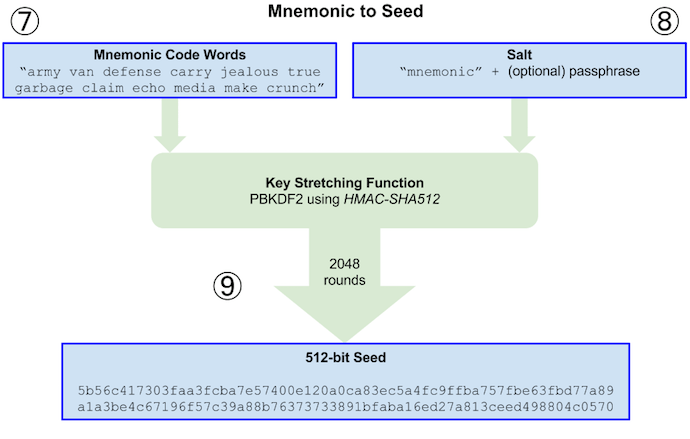 Mnemonic to Seed
⑦
⑧
Mnemonic Code Words
“army van defense carry jealous true
garbage claim echo media make crunch”
Salt
“mnemonic” + (optional) passphrase
Key Stretching Function
PBKDF2 using HMAC-SHA512
2048
rounds
⑨
512-bit Seed
5b56c417303faa3fcba7e57400e120a0ca83ec5a4fc9ffba757fbe63fbd77a89
a1a3be4c67196f57c39a88b76373733891bfaba16ed27a813ceed498804c0570